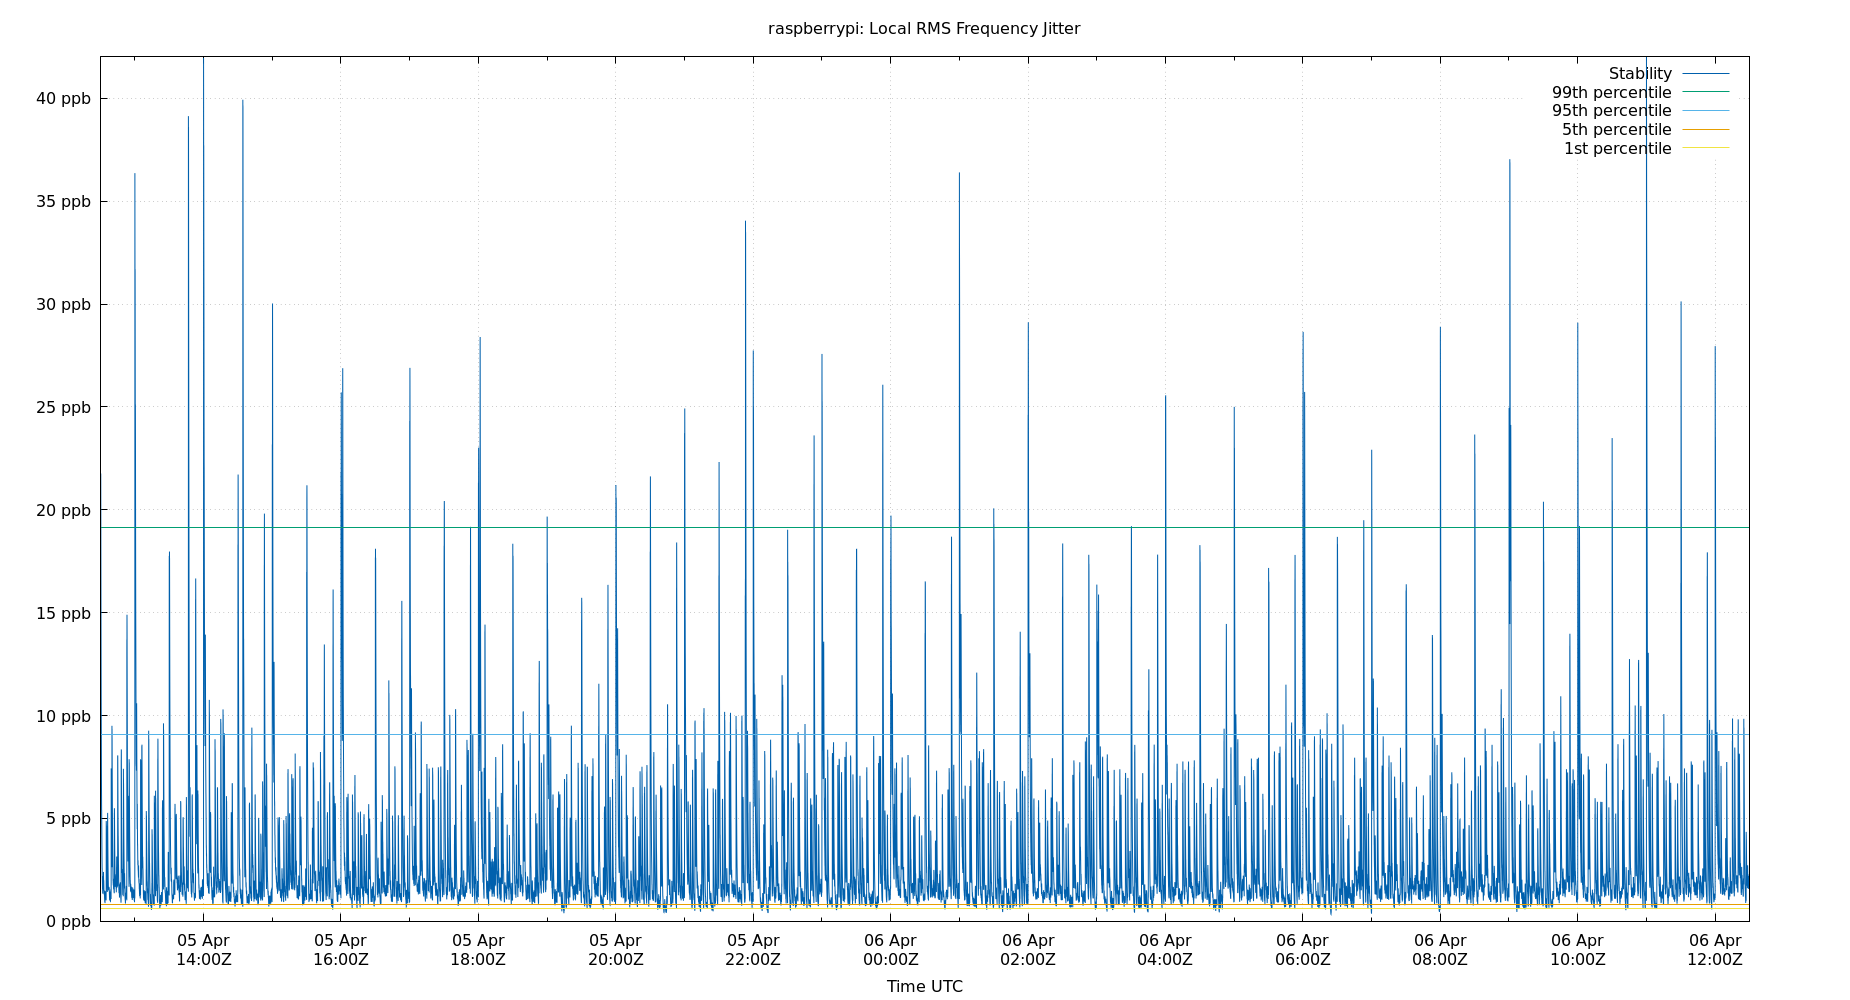 raspberrypi: Local RMS Frequency Jitter
Stability
99th percentile
95th percentile
5th percentile
1st percentile
40 ppb
35 ppb
30 ppb
25 ppb
20 ppb
15 ppb
10 ppb
5 ppb
0 ppb
05 Apr 05 Apr 05 Apr 05 Apr 05 Apr 06 Apr 06 Apr 06 Apr 06 Apr 06 Apr 06 Apr 06 Apr
14:00Z 16:00Z 18:00Z 20:00Z 22:00Z 00:00Z 02:00Z 04:00Z 06:00Z 08:00Z 10:00Z 12:00Z
Time UTC